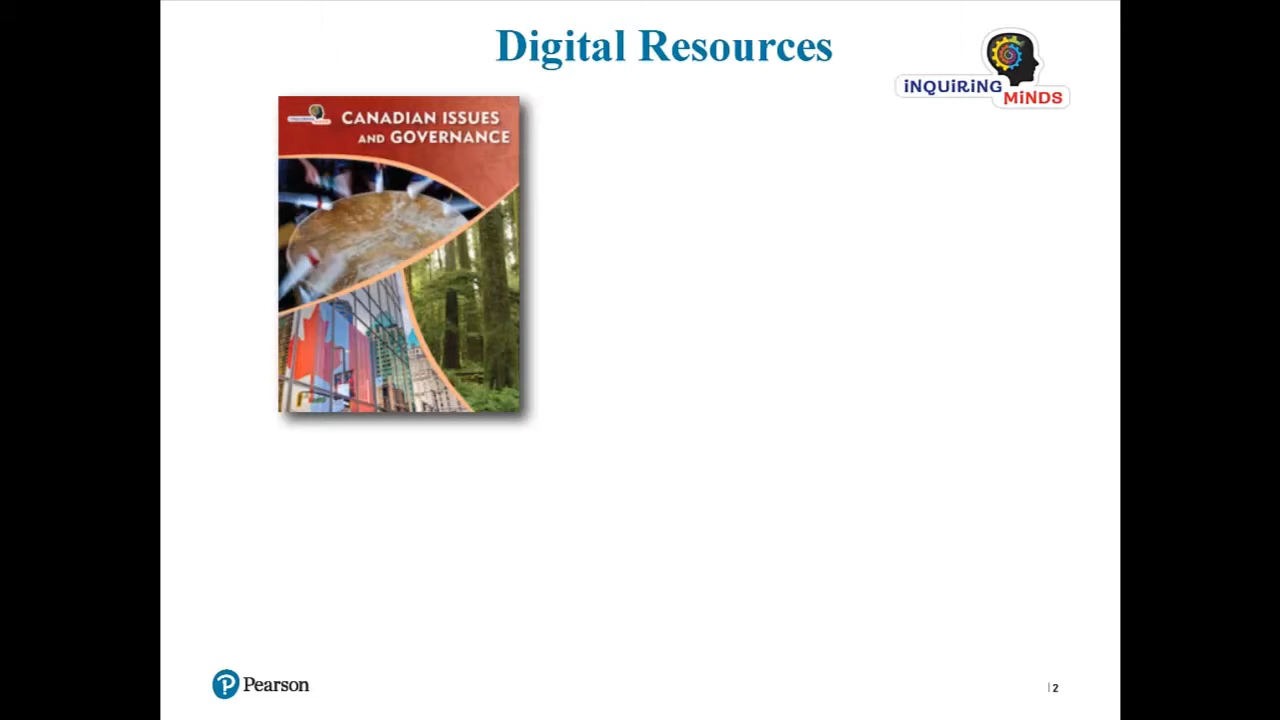 Digital Resources
iNQUiRiNG
MiNDS
CANADIAN ISSUES
AND GOVERNANCE
Pearson
| 2